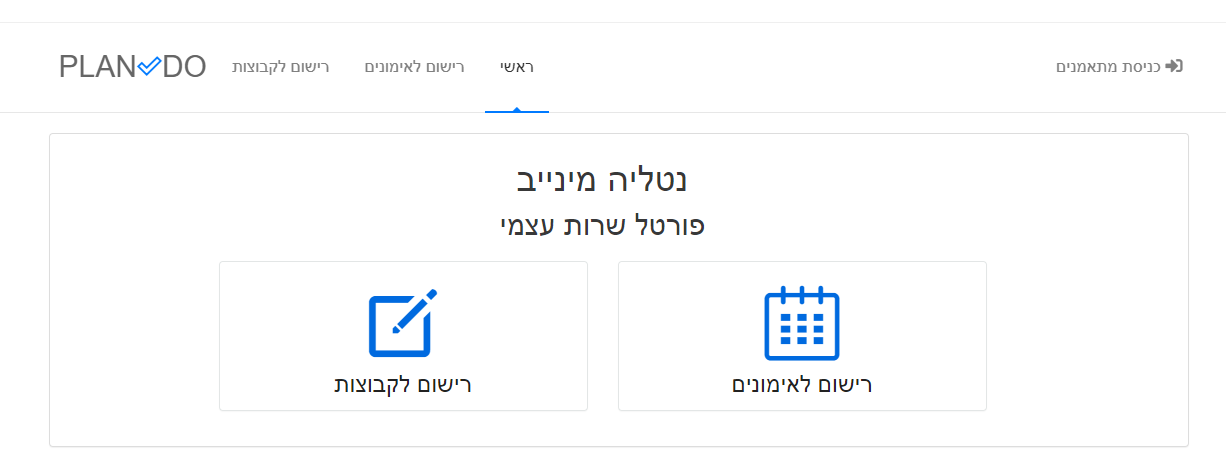 PLAN DO
ראשי
רישום לאימונים
רישום לקבוצות
כניסת מתאמנים
נטליה מינייב
פורטל שרות עצמי
רישום לאימונים
רישום לקבוצות